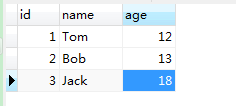 id name age
1 Tom 12
2 Bob 13
3 Jack 18